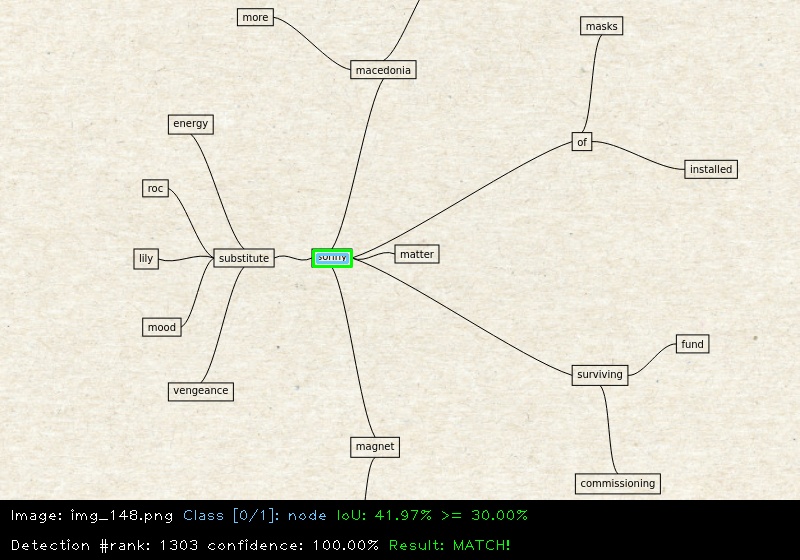 more
masks
macedonia
energy
of
installed
roc
lily
substitute
sonny
matter
mood
fund
surviving
vengeance
magnet
commissioning
Image: img_148.png Class [0/1]: node IoU: 41.97% >= 30.00%
Detection #rank: 1303 confidence: 100.00% Result: MATCH!